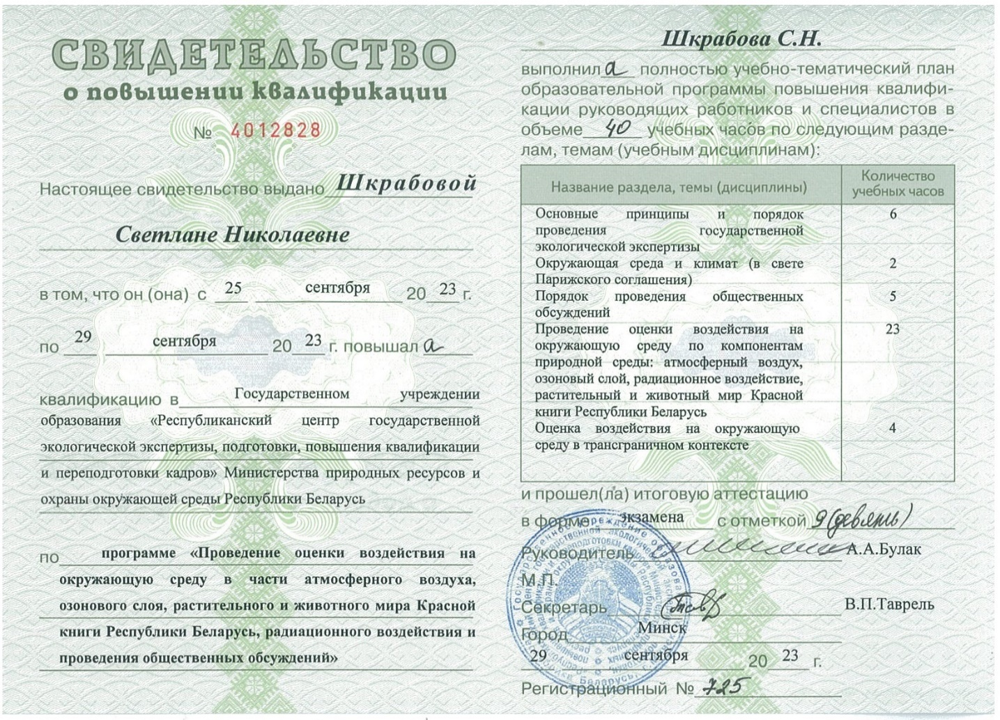 СВИДЕТЕЛЬСТВО
о повышении квалификации
№ 4012828
Настоящее свидетельство выдано Шкрабовой
Светлане Николаевне
в том, что он (она) с 25 сентября 20 23 г.
по 29 сентября 20 23 г. повышал а
квалификацию в Государственном учреждении
образования «Республиканский центр государственной
экологической экспертизы, подготовки, повышения квалификации
и переподготовки кадров» Министерства природных ресурсов и
охраны окружающей среды Республики Беларусь
по программе «Проведение оценки воздействия на
окружающую среду в части атмосферного воздуха,
озонового слоя, растительного и животного мира Красной
книги Республики Беларусь, радиационного воздействия и
проведения общественных обсуждений»
Шкрабова С.Н.
выполнил а полностью учебно-тематический план
образовательной программы повышения квалифи-
кации руководящих работников и специалистов в
объеме 40 учебных часов по следующим разде-
лам, темам (учебным дисциплинам):
Название раздела, темы (дисциплины)
Количество
учебных часов
Основные принципы и порядок 6
проведения государственной
экологической экспертизы
Окружающая среда и климат (в свете 2
Парижского соглашения)
Порядок проведения общественных 5
обсуждений
Проведение оценки воздействия на 23
окружающую среду по компонентам
природной среды: атмосферный воздух,
озоновый слой, радиационное воздействие,
растительный и животный мир Красной
книги Республики Беларусь
Оценка воздействия на окружающую 4
среду в трансграничном контексте
и прошел(ла) итоговую аттестацию
в форме экзамена с отметкой 9 (девять)
Руководитель А.А.Булак
М.П.
Секретарь В.П.Таврель
Город Минск
29 сентября 20 23 г.
Регистрационный № 725